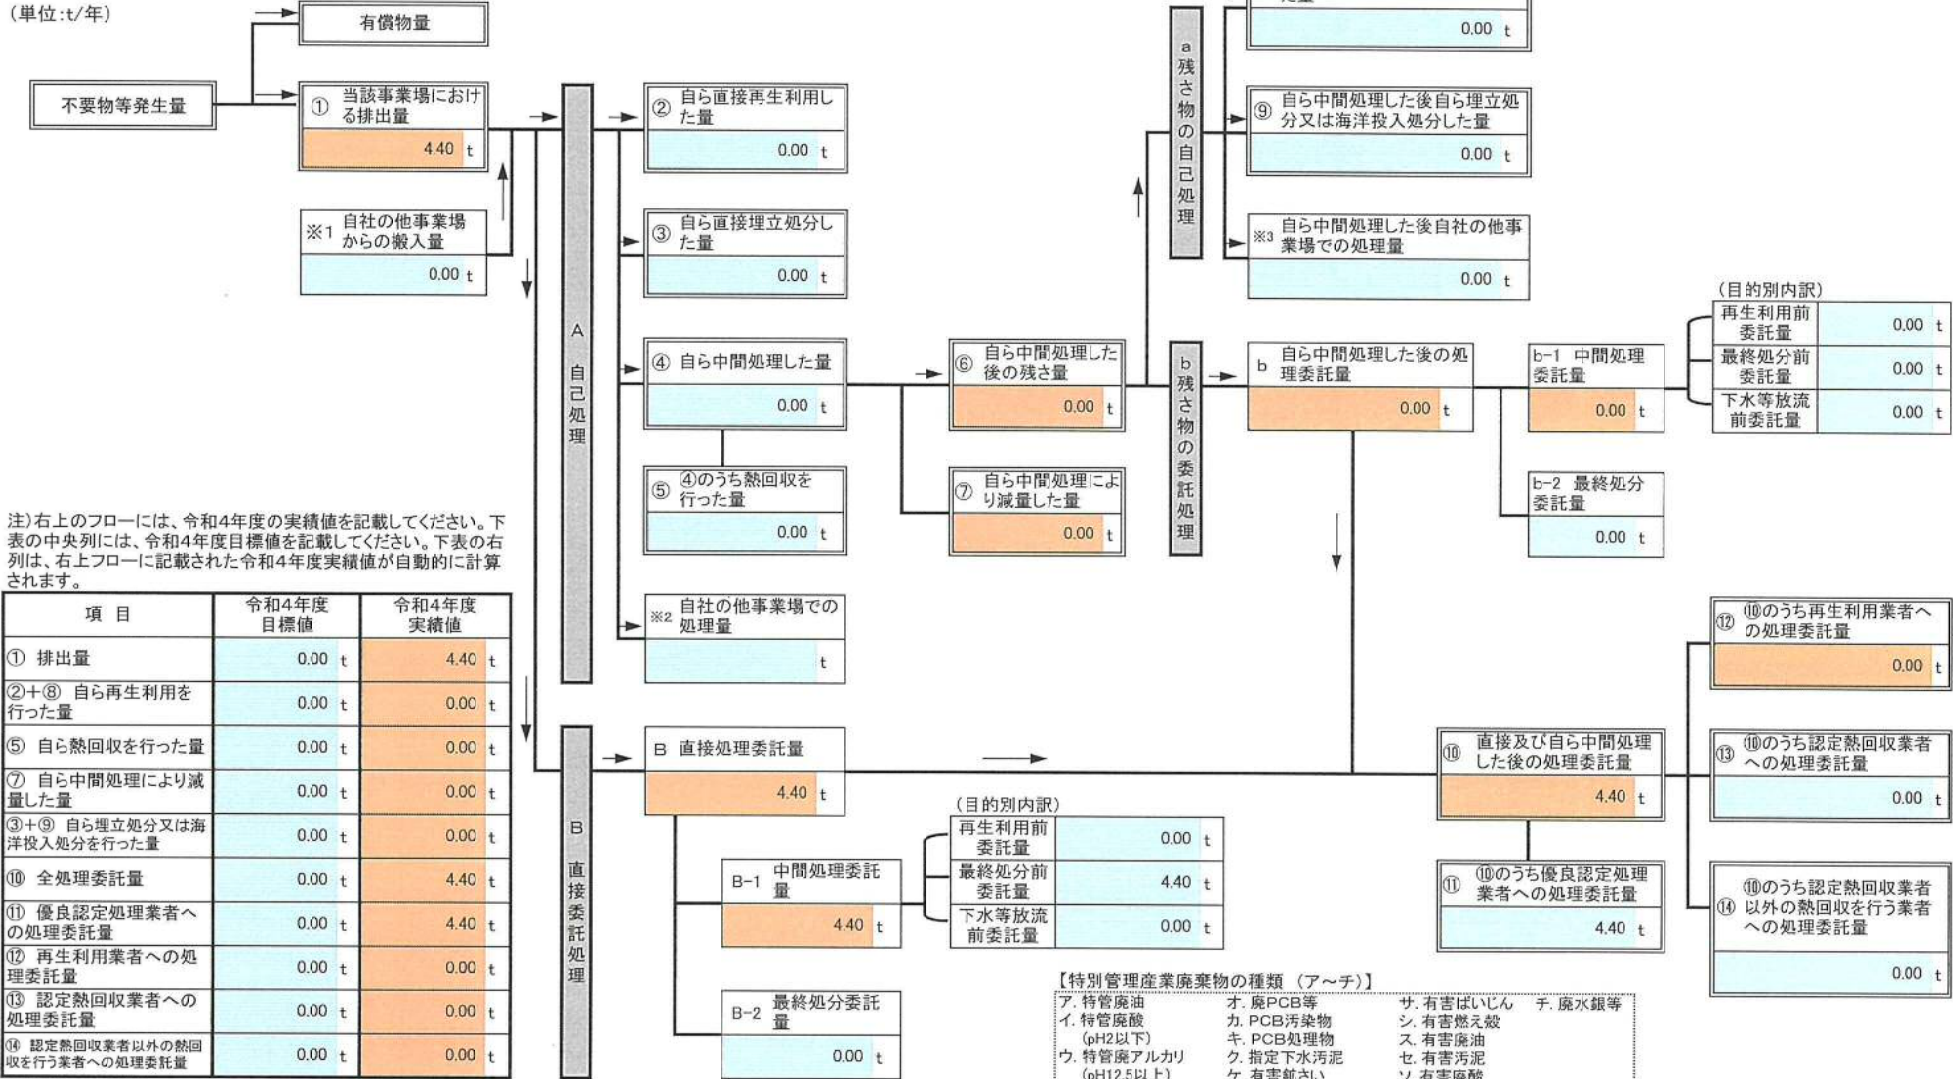 (単位:t/年)
有償物量
不要物等発生量
① 当該事業場におけ
る排出量
4.40 t
※1 自社の他事業場
からの搬入量
0.00 t
A 自己処理
② 自ら直接再生利用し
た量
0.00 t
③ 自ら直接埋立処分し
た量
0.00 t
④ 自ら中間処理した量
0.00 t
⑤ ④のうち熱回収を
行った量
0.00 t
※2 自社の他事業場での
処理量
t
⑥ 自ら中間処理した
後の残さ量
0.00 t
⑦ 自ら中間処理によ
り減量した量
0.00 t
a 残さ物の自己処理
0.00 t
⑨ 自ら中間処理した後自ら埋立処
分又は海洋投入処分した量
0.00 t
※3 自ら中間処理した後自社の他事
業場での処理量
0.00 t
b 残さ物の委託処理
b 自ら中間処理した後の処
理委託量
0.00 t
b-1 中間処理
委託量
0.00 t
b-2 最終処分
委託量
0.00 t
(目的別内訳)
再生利用前
委託量 0.00 t
最終処分前
委託量 0.00 t
下水等放流
前委託量 0.00 t
注)右上のフローには、令和4年度の実績値を記載してください。下
表の中央列には、令和4年度目標値を記載してください。下表の右
列は、右上フローに記載された令和4年度実績値が自動的に計算
されます。
項 目 令和4年度 令和4年度
目標値 実績値
① 排出量 0.00 t 4.40 t
②+⑧ 自ら再生利用を
行った量 0.00 t 0.00 t
⑤ 自ら熱回収を行った量 0.00 t 0.00 t
⑦ 自ら中間処理により減
量した量 0.00 t 0.00 t
③+⑨ 自ら埋立処分又は海
洋投入処分を行った量 0.00 t 0.00 t
⑩ 全処理委託量 0.00 t 4.40 t
⑪ 優良認定処理業者へ
の処理委託量 0.00 t 4.40 t
⑫ 再生利用業者への処
理委託量 0.00 t 0.00 t
⑬ 認定熱回収業者への
処理委託量 0.00 t 0.00 t
⑭ 認定熱回収業者以外の熱回
収を行う業者への処理委託量 0.00 t 0.00 t
B 直接委託処理
B 直接処理委託量
4.40 t
B-1 中間処理委託
量
4.40 t
B-2 最終処分委託
量
0.00 t
(目的別内訳)
再生利用前
委託量 0.00 t
最終処分前
委託量 4.40 t
下水等放流
前委託量 0.00 t
⑩ 直接及び自ら中間処理
した後の処理委託量
4.40 t
⑪ ⑩のうち優良認定処理
業者への処理委託量
4.40 t
⑫ ⑩のうち再生利用業者へ
の処理委託量
0.00 t
⑬ ⑩のうち認定熱回収業者
への処理委託量
0.00 t
⑭ ⑩のうち認定熱回収業者
以外の熱回収を行う業者
への処理委託量
0.00 t
【特別管理産業廃棄物の種類 (ア～チ)】
ア. 特管廃油 オ. 廃PCB等 サ. 有害ばいじん チ. 廃水銀等
イ. 特管廃酸 カ. PCB汚染物 シ. 有害燃え殻
(pH2以下) キ. PCB処理物 ス. 有害廃油
ウ. 特管廃アルカリ ク. 指定下水汚泥 セ. 有害汚泥
(pH12.5以上) ケ. 有害鉱さい ソ. 有害廃酸